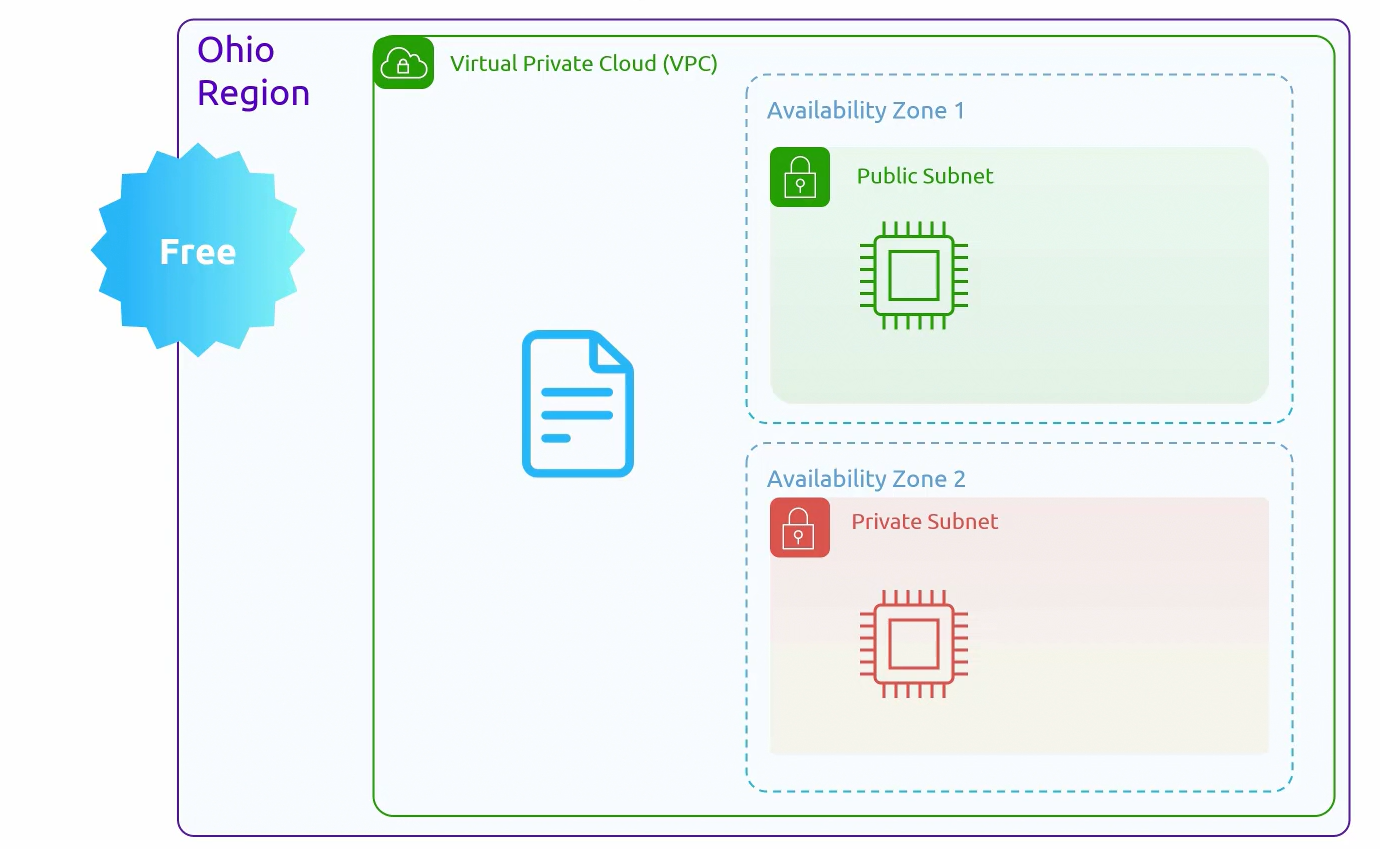 Ohio
Region
Virtual Private Cloud (VPC)
Availability Zone 1
Public Subnet
Free
Availability Zone 2
Private Subnet